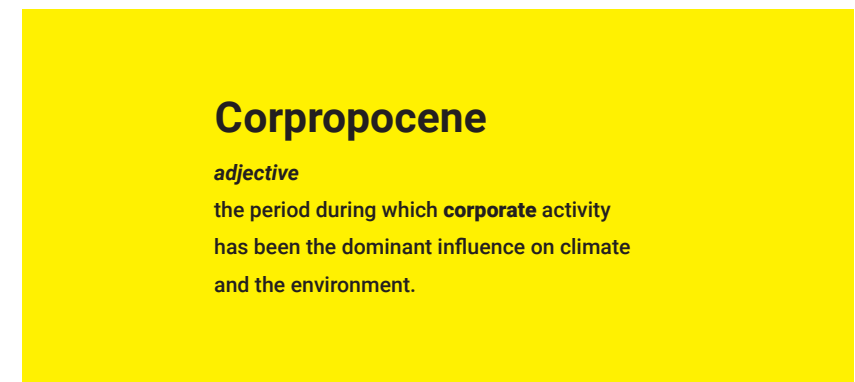 Corpropocene
adjective
the period during which corporate activity
has been the dominant influence on climate
and the environment.